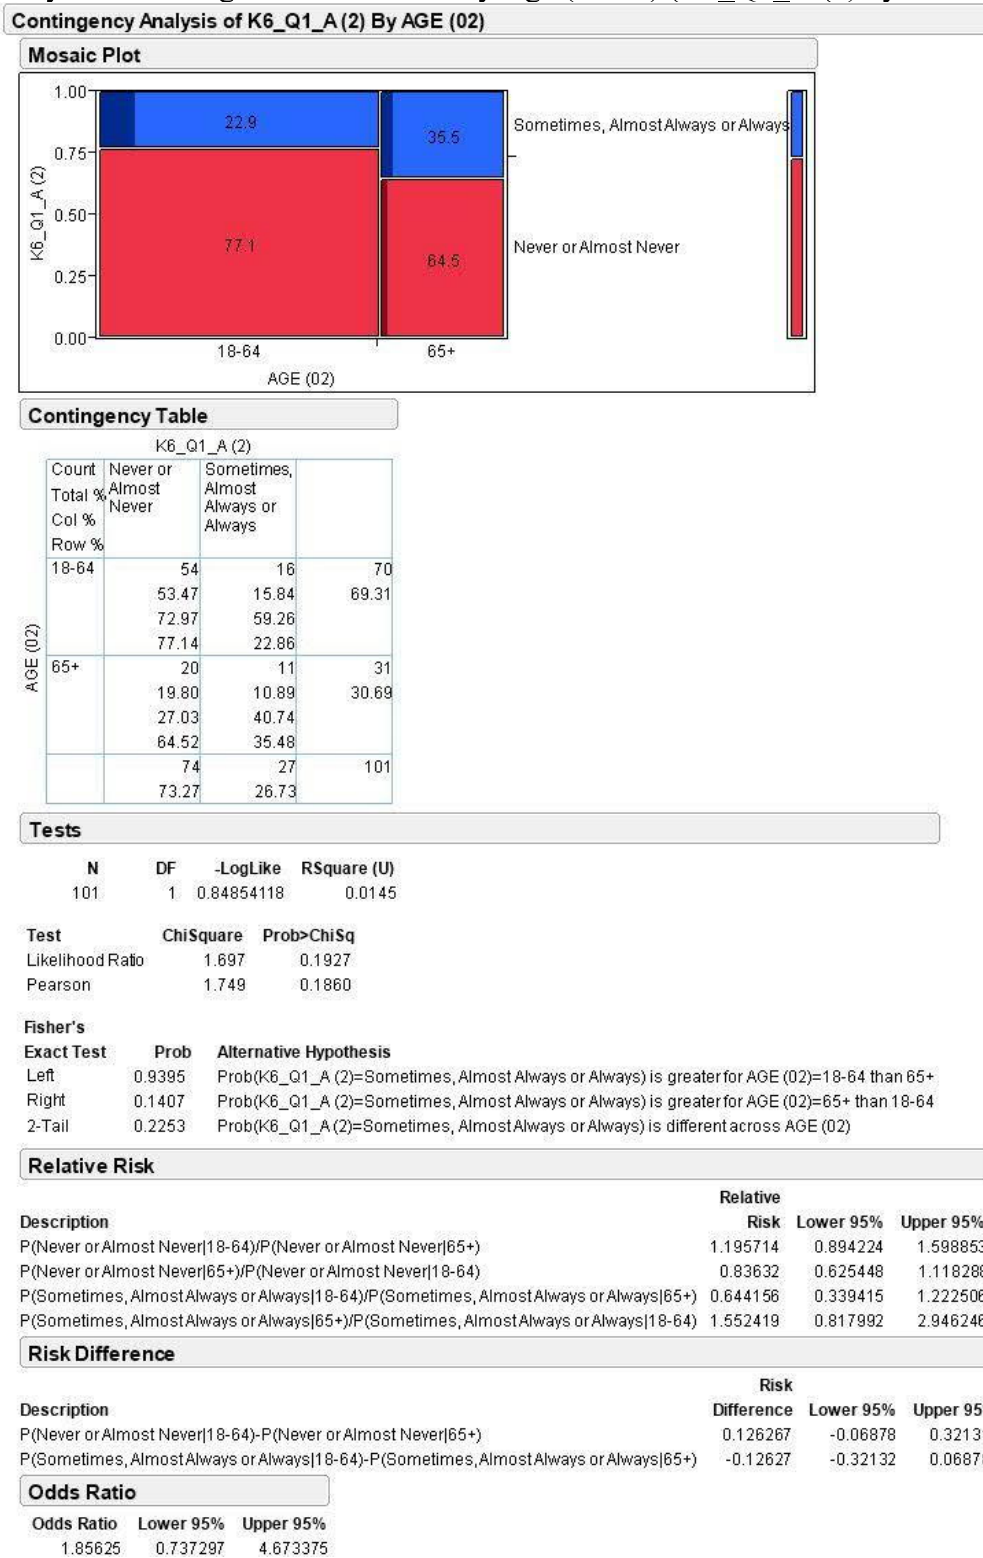 Contingency Analysis of K6_Q1_A (2) By AGE (02)
Mosaic Plot
1.00
0.75
0.50
0.25
0.00
K6_Q1_A (2)
22.9
35.5
77.1
64.5
Sometimes, Almost Always or Always
Never or Almost Never
18-64 65+
AGE (02)
Contingency Table
K6_Q1_A (2)
AGE (02)
Count Never or Sometimes,
Total % Almost Almost
Col % Never Always or
Row % Always
18-64 54 16 70
53.47 15.84 69.31
72.97 59.26
77.14 22.86
65+ 20 11 31
19.80 10.89 30.69
27.03 40.74
64.52 35.48
74 27 101
73.27 26.73
Tests
N DF -LogLike RSquare (U)
101 1 0.84854118 0.0145
Test ChiSquare Prob>ChiSq
Likelihood Ratio 1.697 0.1927
Pearson 1.749 0.1860
Fisher's
Exact Test Prob Alternative Hypothesis
Left 0.9395 Prob(K6_Q1_A (2)=Sometimes, Almost Always or Always) is greater for AGE (02)=18-64 than 65+
Right 0.1407 Prob(K6_Q1_A (2)=Sometimes, Almost Always or Always) is greater for AGE (02)=65+ than 18-64
2-Tail 0.2253 Prob(K6_Q1_A (2)=Sometimes, Almost Always or Always) is different across AGE (02)
Relative Risk
Relative
Description Risk Lower 95% Upper 95%
P(Never or Almost Never|18-64)/P(Never or Almost Never|65+) 1.195714 0.894224 1.598853
P(Never or Almost Never|65+)/P(Never or Almost Never|18-64) 0.83632 0.625448 1.118288
P(Sometimes, Almost Always or Always|18-64)/P(Sometimes, Almost Always or Always|65+) 0.644156 0.339415 1.222506
P(Sometimes, Almost Always or Always|65+)/P(Sometimes, Almost Always or Always|18-64) 1.552419 0.817992 2.946246
Risk Difference
Risk
Description Difference Lower 95% Upper 95
P(Never or Almost Never|18-64)-P(Never or Almost Never|65+) 0.126267 -0.06878 0.3213
P(Sometimes, Almost Always or Always|18-64)-P(Sometimes, Almost Always or Always|65+) -0.12627 -0.32132 0.0687
Odds Ratio
Odds Ratio Lower 95% Upper 95%
1.85625 0.737297 4.673375